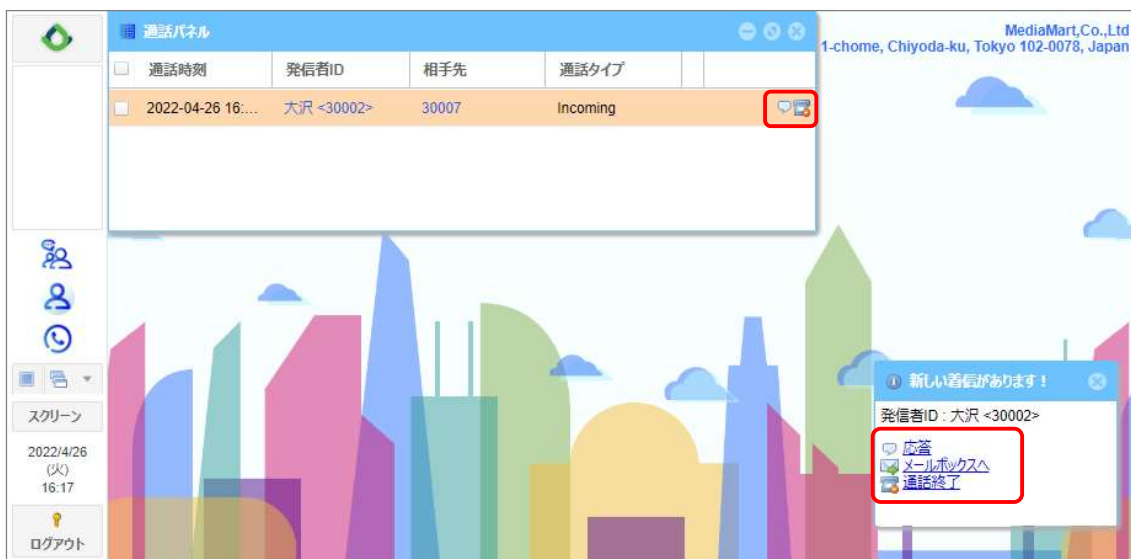 通話パネル
MediaMart,Co.,Ltd
1-chome, Chiyoda-ku, Tokyo 102-0078, Japan
通話時刻 発信者ID 相手先 通話タイプ
2022-04-26 16:... 大沢 <30002> 30007 Incoming
新しい着信があります!
発信者ID : 大沢 <30002>
応答
メールボックスへ
通話終了
スクリーン
2022/4/26
(火)
16:17
ログアウト